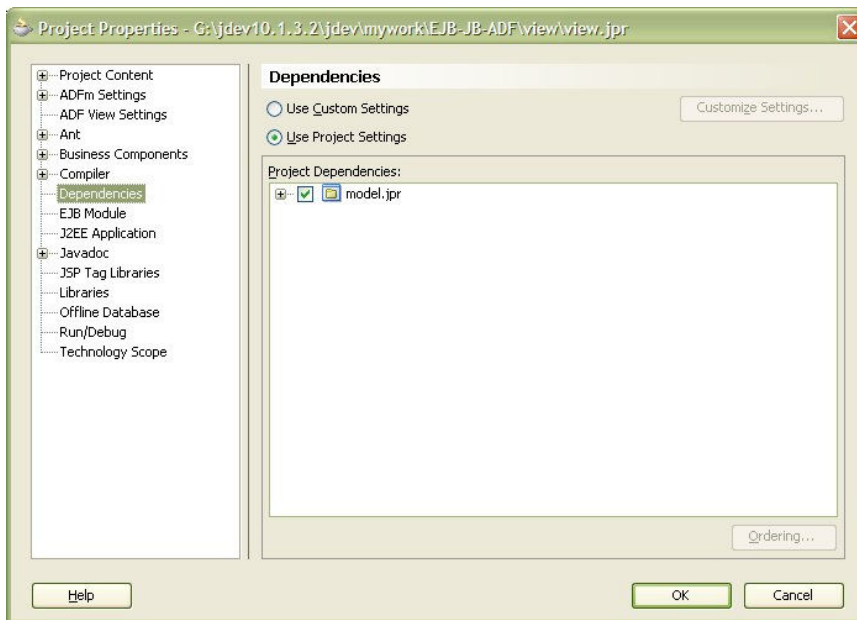 Project Properties - G:\jdev10.1.3.2\jdev\mywork\EJB-JB-ADF\view\view.jpr
Project Content
ADFm Settings
ADF View Settings
Ant
Business Components
Compiler
Dependencies
EJB Module
J2EE Application
Javadoc
JSP Tag Libraries
Libraries
Offline Database
Run/Debug
Technology Scope
Dependencies
Use Custom Settings
Customize Settings...
Use Project Settings
Project Dependencies:
model.jpr
Ordering...
Help
OK
Cancel